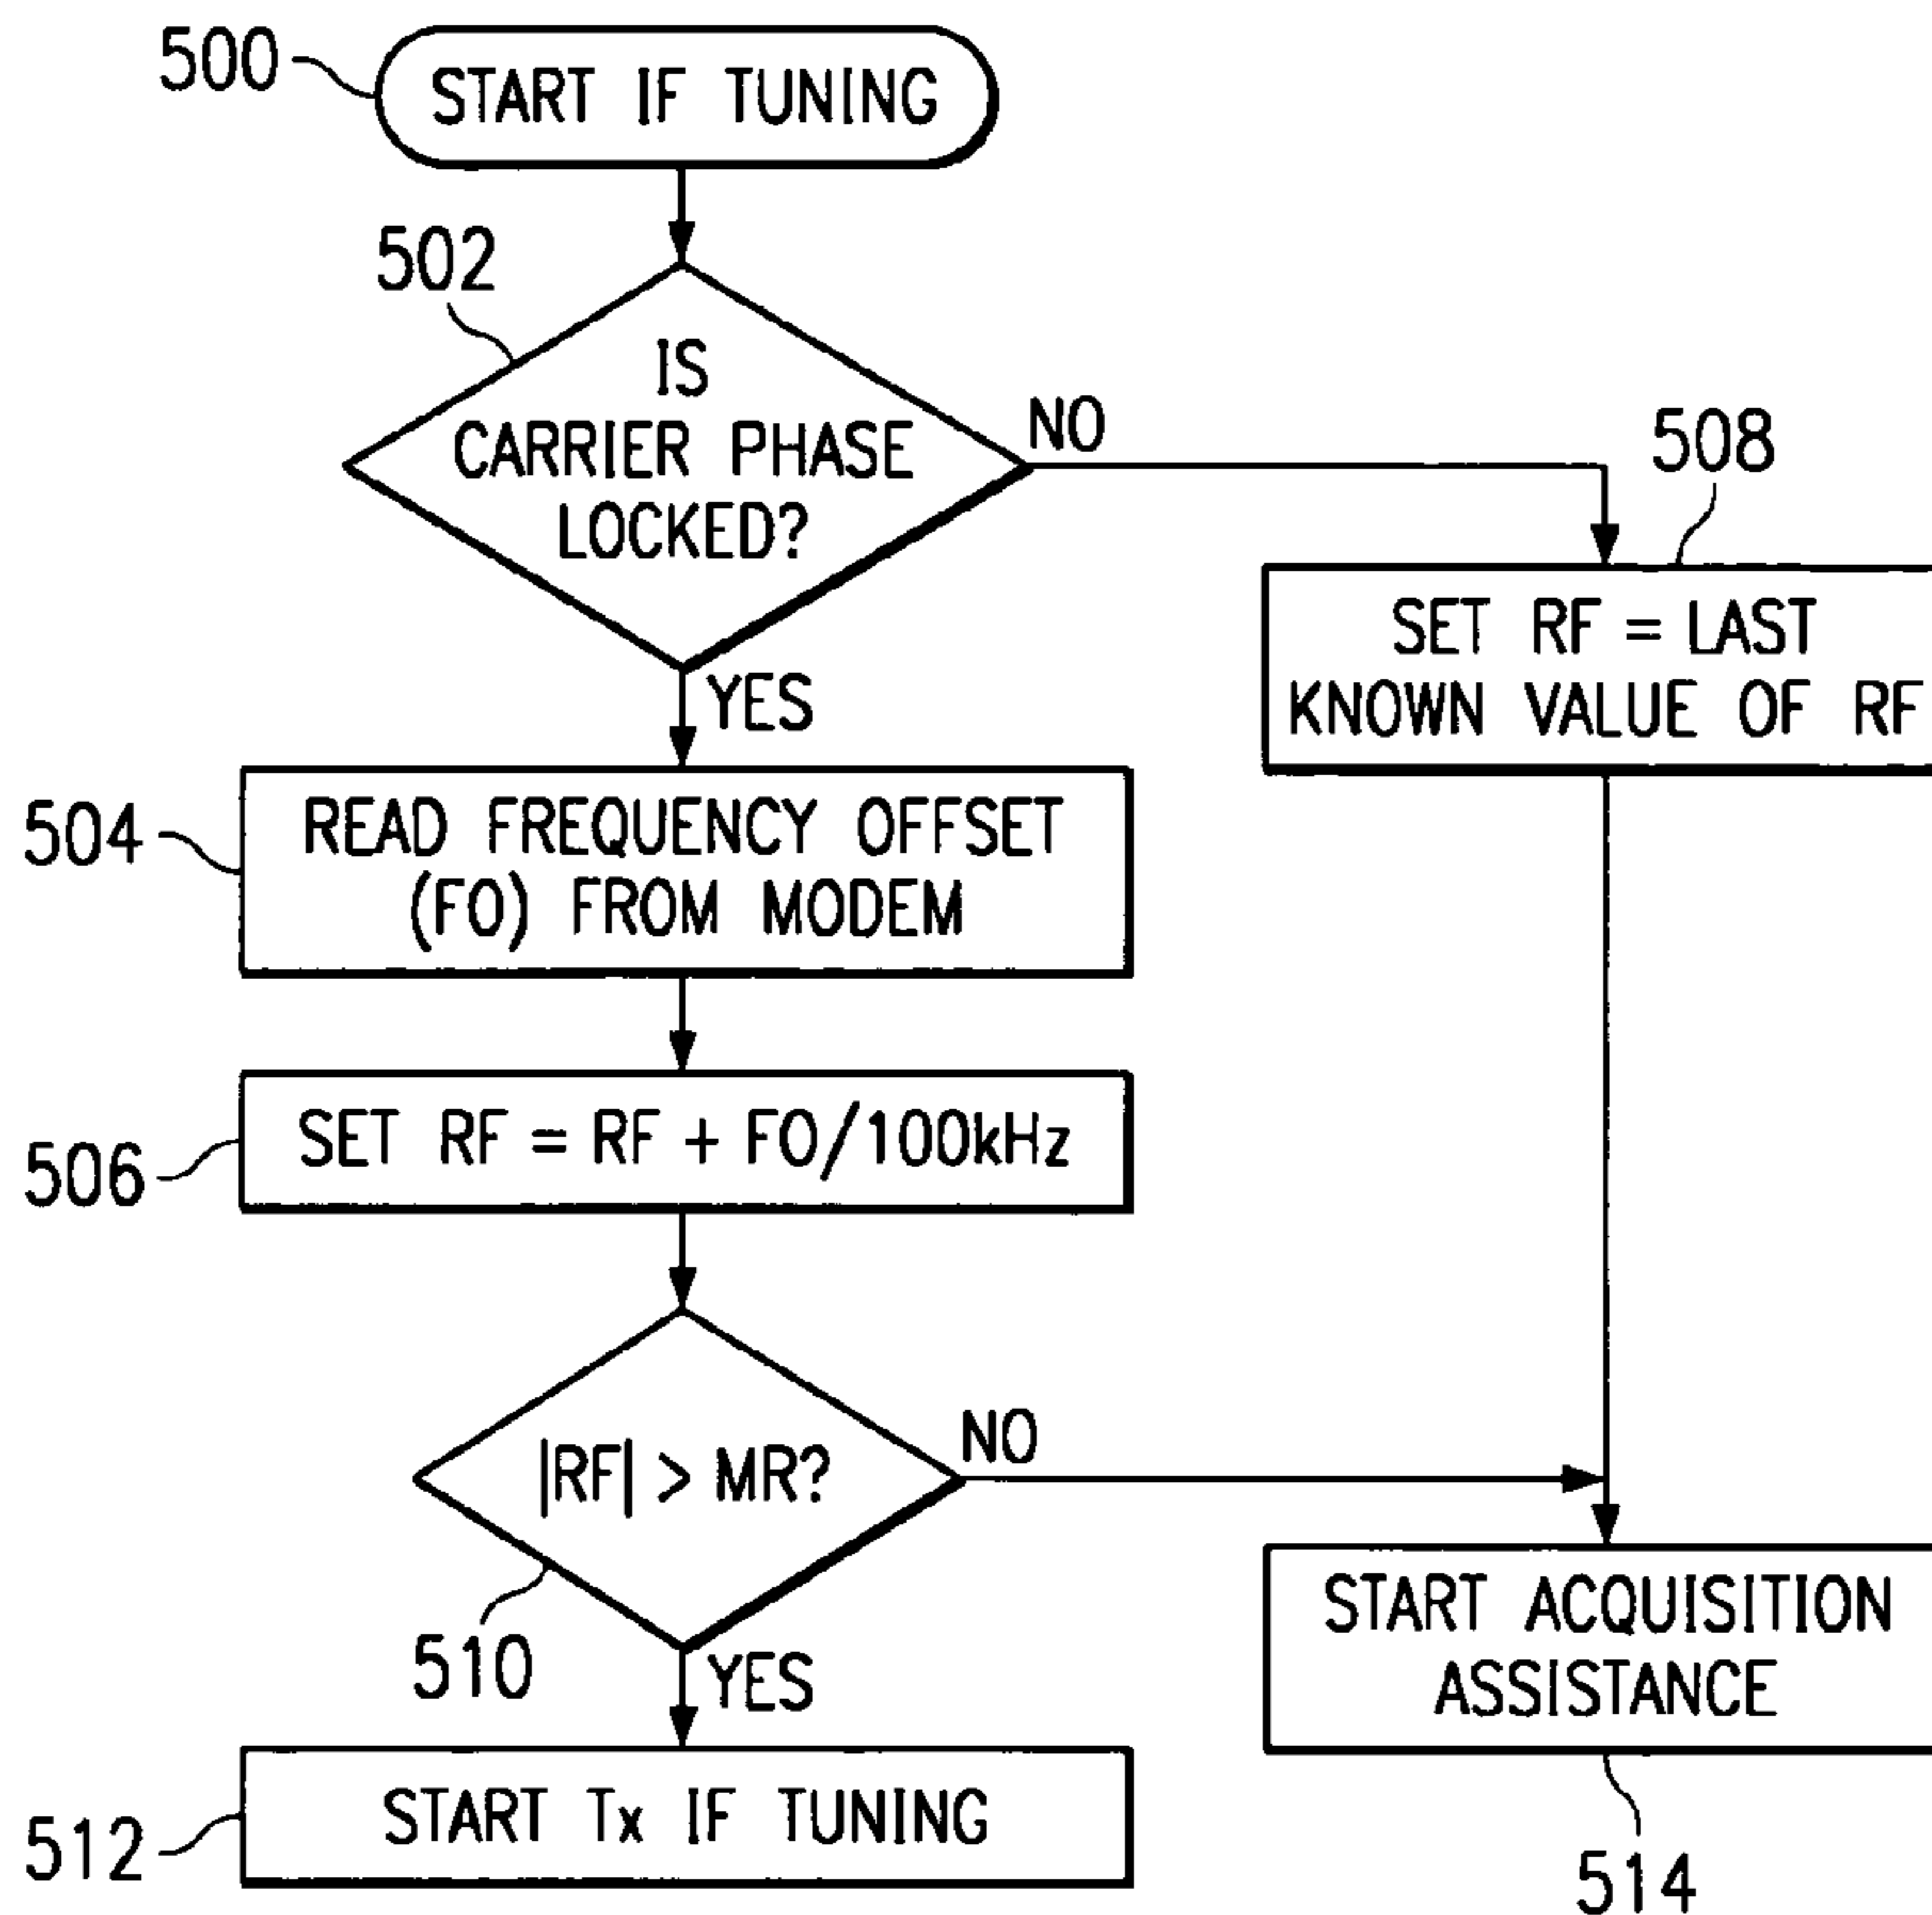 500
START IF TUNING
502
IS
CARRIER PHASE
LOCKED?
NO
508
SET RF = LAST
KNOWN VALUE OF RF
YES
504
READ FREQUENCY OFFSET
(FO) FROM MODEM
506
SET RF = RF + FO/100kHz
|RF| > MR?
NO
510
YES
START ACQUISITION
ASSISTANCE
514
512
START Tx IF TUNING